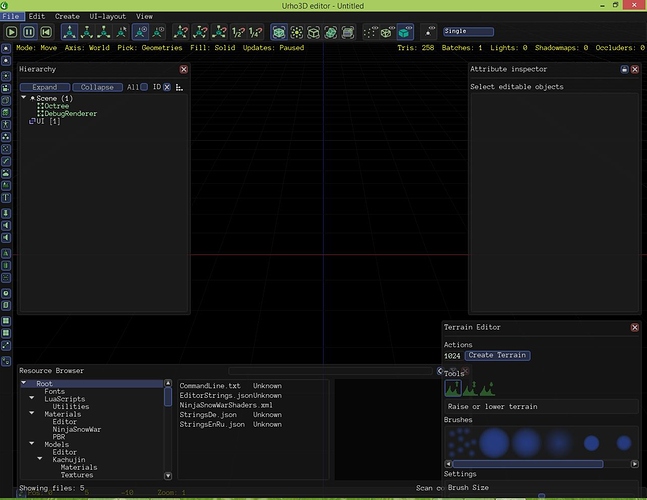 Urho3D editor - Untitled
File Edit Create UI-layout View
Single
Mode: Move Axis: World Pick: Geometries Fill: Solid Updates: Paused Tris: 258 Batches: 1 Lights: 0 Shadowmaps: 0 Occluders: 0
Hierarchy
Expand Collapse All ID
Scene (1)
Octree
DebugRenderer
UI [1]
Attribute inspector
Select editable objects
Terrain Editor
Actions
1024 Create Terrain
Tools
Raise or lower terrain
Brushes
Settings
Brush Size
Resource Browser
Root
Fonts
LuaScripts
Utilities
Materials
Editor
NinjaSnowWar
PBR
Models
Editor
Kachujin
Materials
Textures
CommandLine.txt Unknown
EditorStrings.json Unknown
NinjaSnowWarShaders.xml
StringsDe.json Unknown
StringsEnRu.json Unknown
Showing files: 5
Zoom: 1